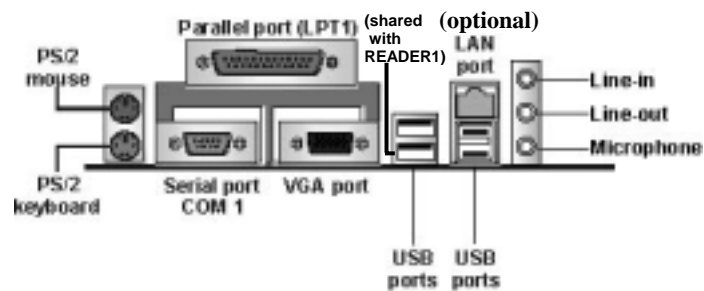 Parallel port (LPT1)
(shared
with
READER1)
(optional)
LAN
port
PS/2
mouse
Line-in
Line-out
Microphone
PS/2
keyboard
Serial port
COM 1
VGA port
USB
ports
USB
ports